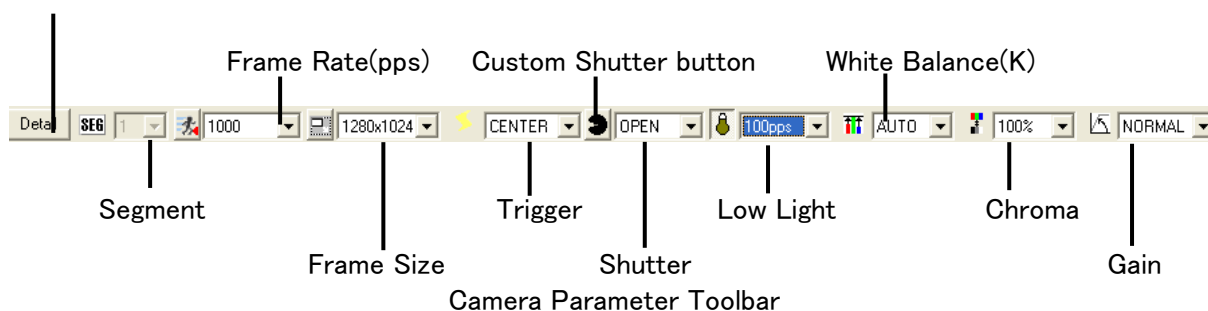 Frame Rate(pps) Custom Shutter button White Balance(K)
Detail SEG 1 1000 1280x1024 CENTER OPEN 100pps AUTO 100% NORMAL
Segment Trigger Low Light Chroma
Frame Size Shutter Gain
Camera Parameter Toolbar